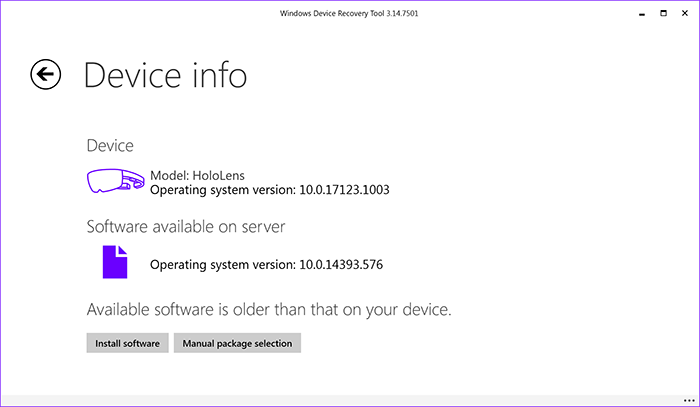 Windows Device Recovery Tool 3.14.7501
Device info
Device
Model: HoloLens
Operating system version: 10.0.17123.1003
Software available on server
Operating system version: 10.0.14393.576
Available software is older than that on your device.
Install software
Manual package selection